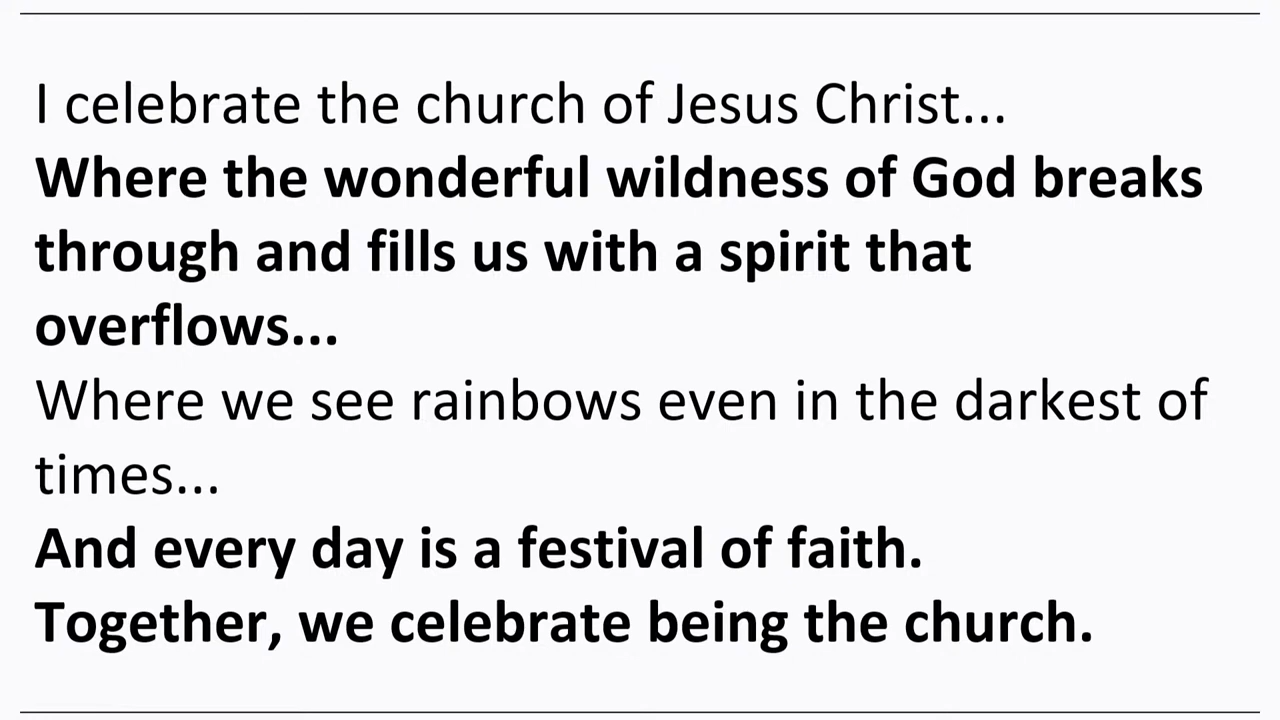 I celebrate the church of Jesus Christ...
Where the wonderful wildness of God breaks
through and fills us with a spirit that
overflows...
Where we see rainbows even in the darkest of
times...
And every day is a festival of faith.
Together, we celebrate being the church.